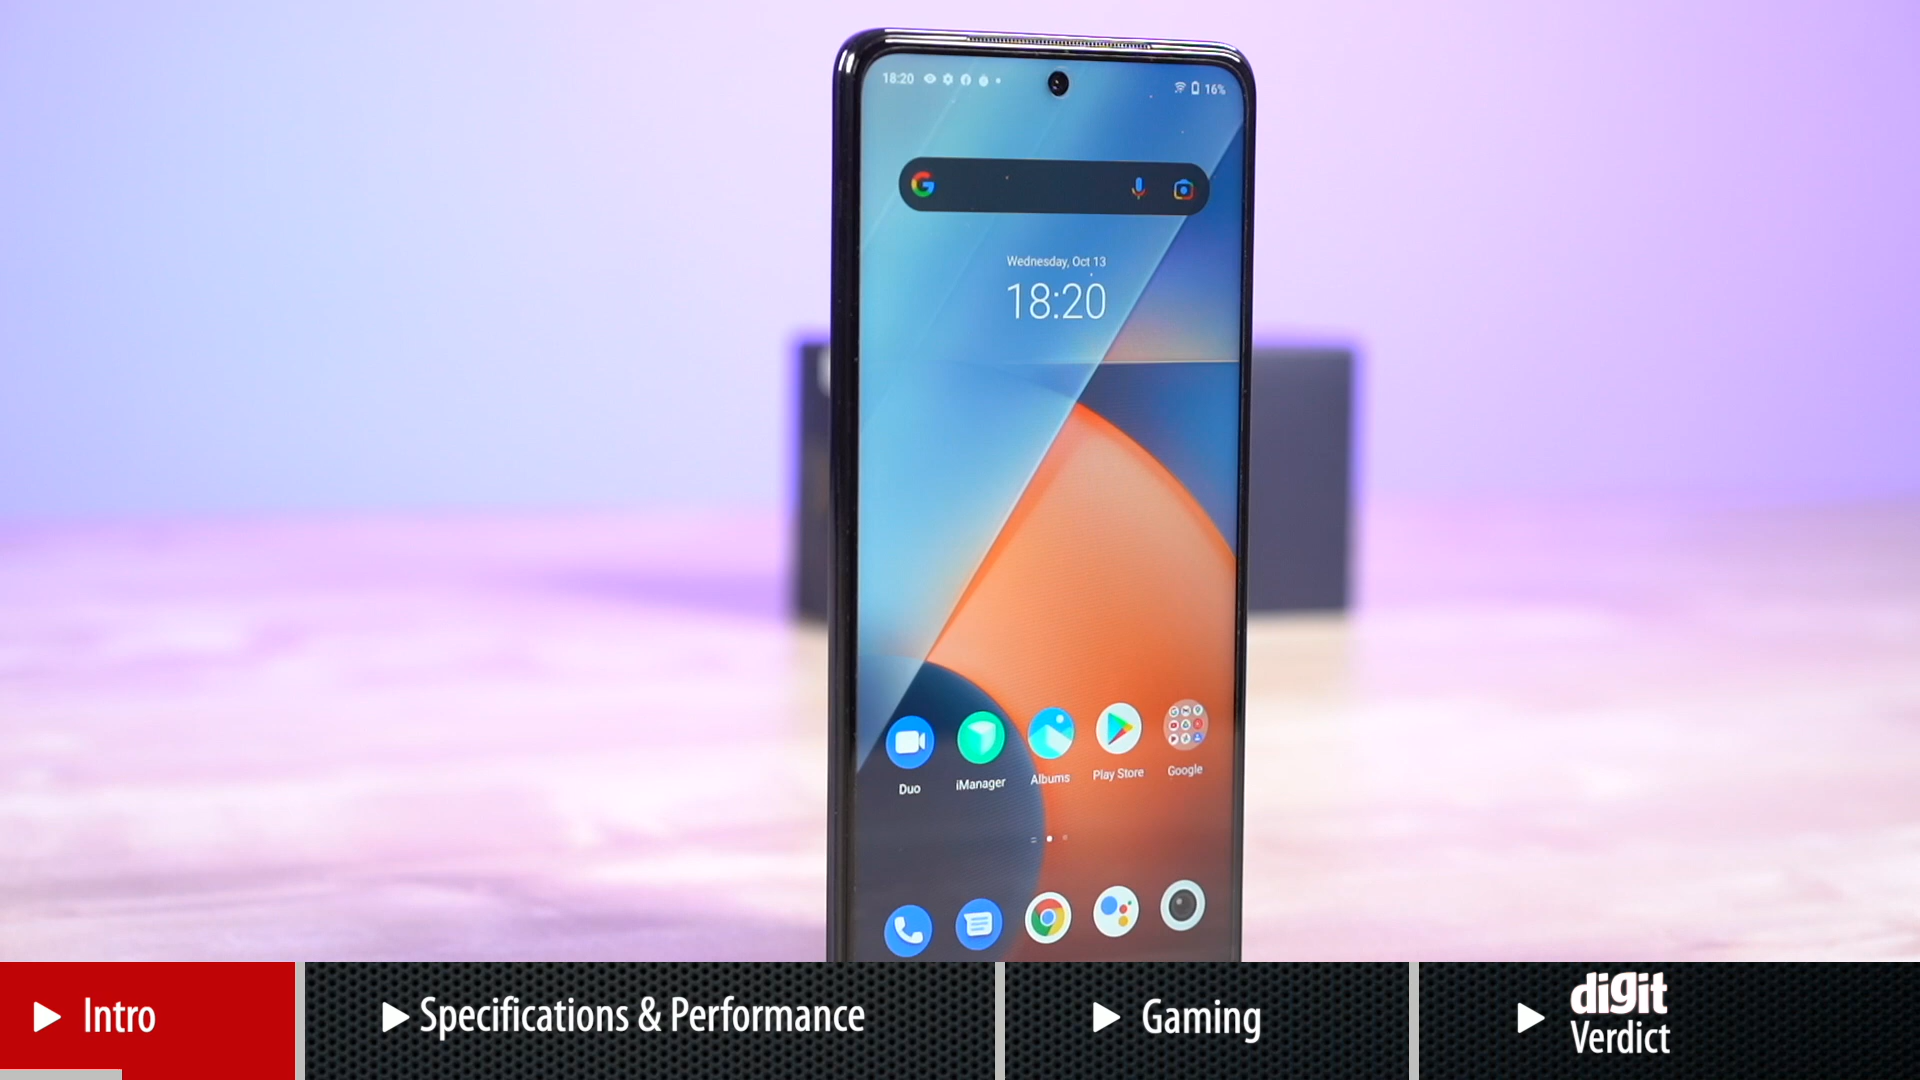 18:20
16%
Wednesday, Oct 13
18:20
Duo
iManager
Albums
Play Store
Google
Intro
Specifications & Performance
Gaming
digit
Verdict